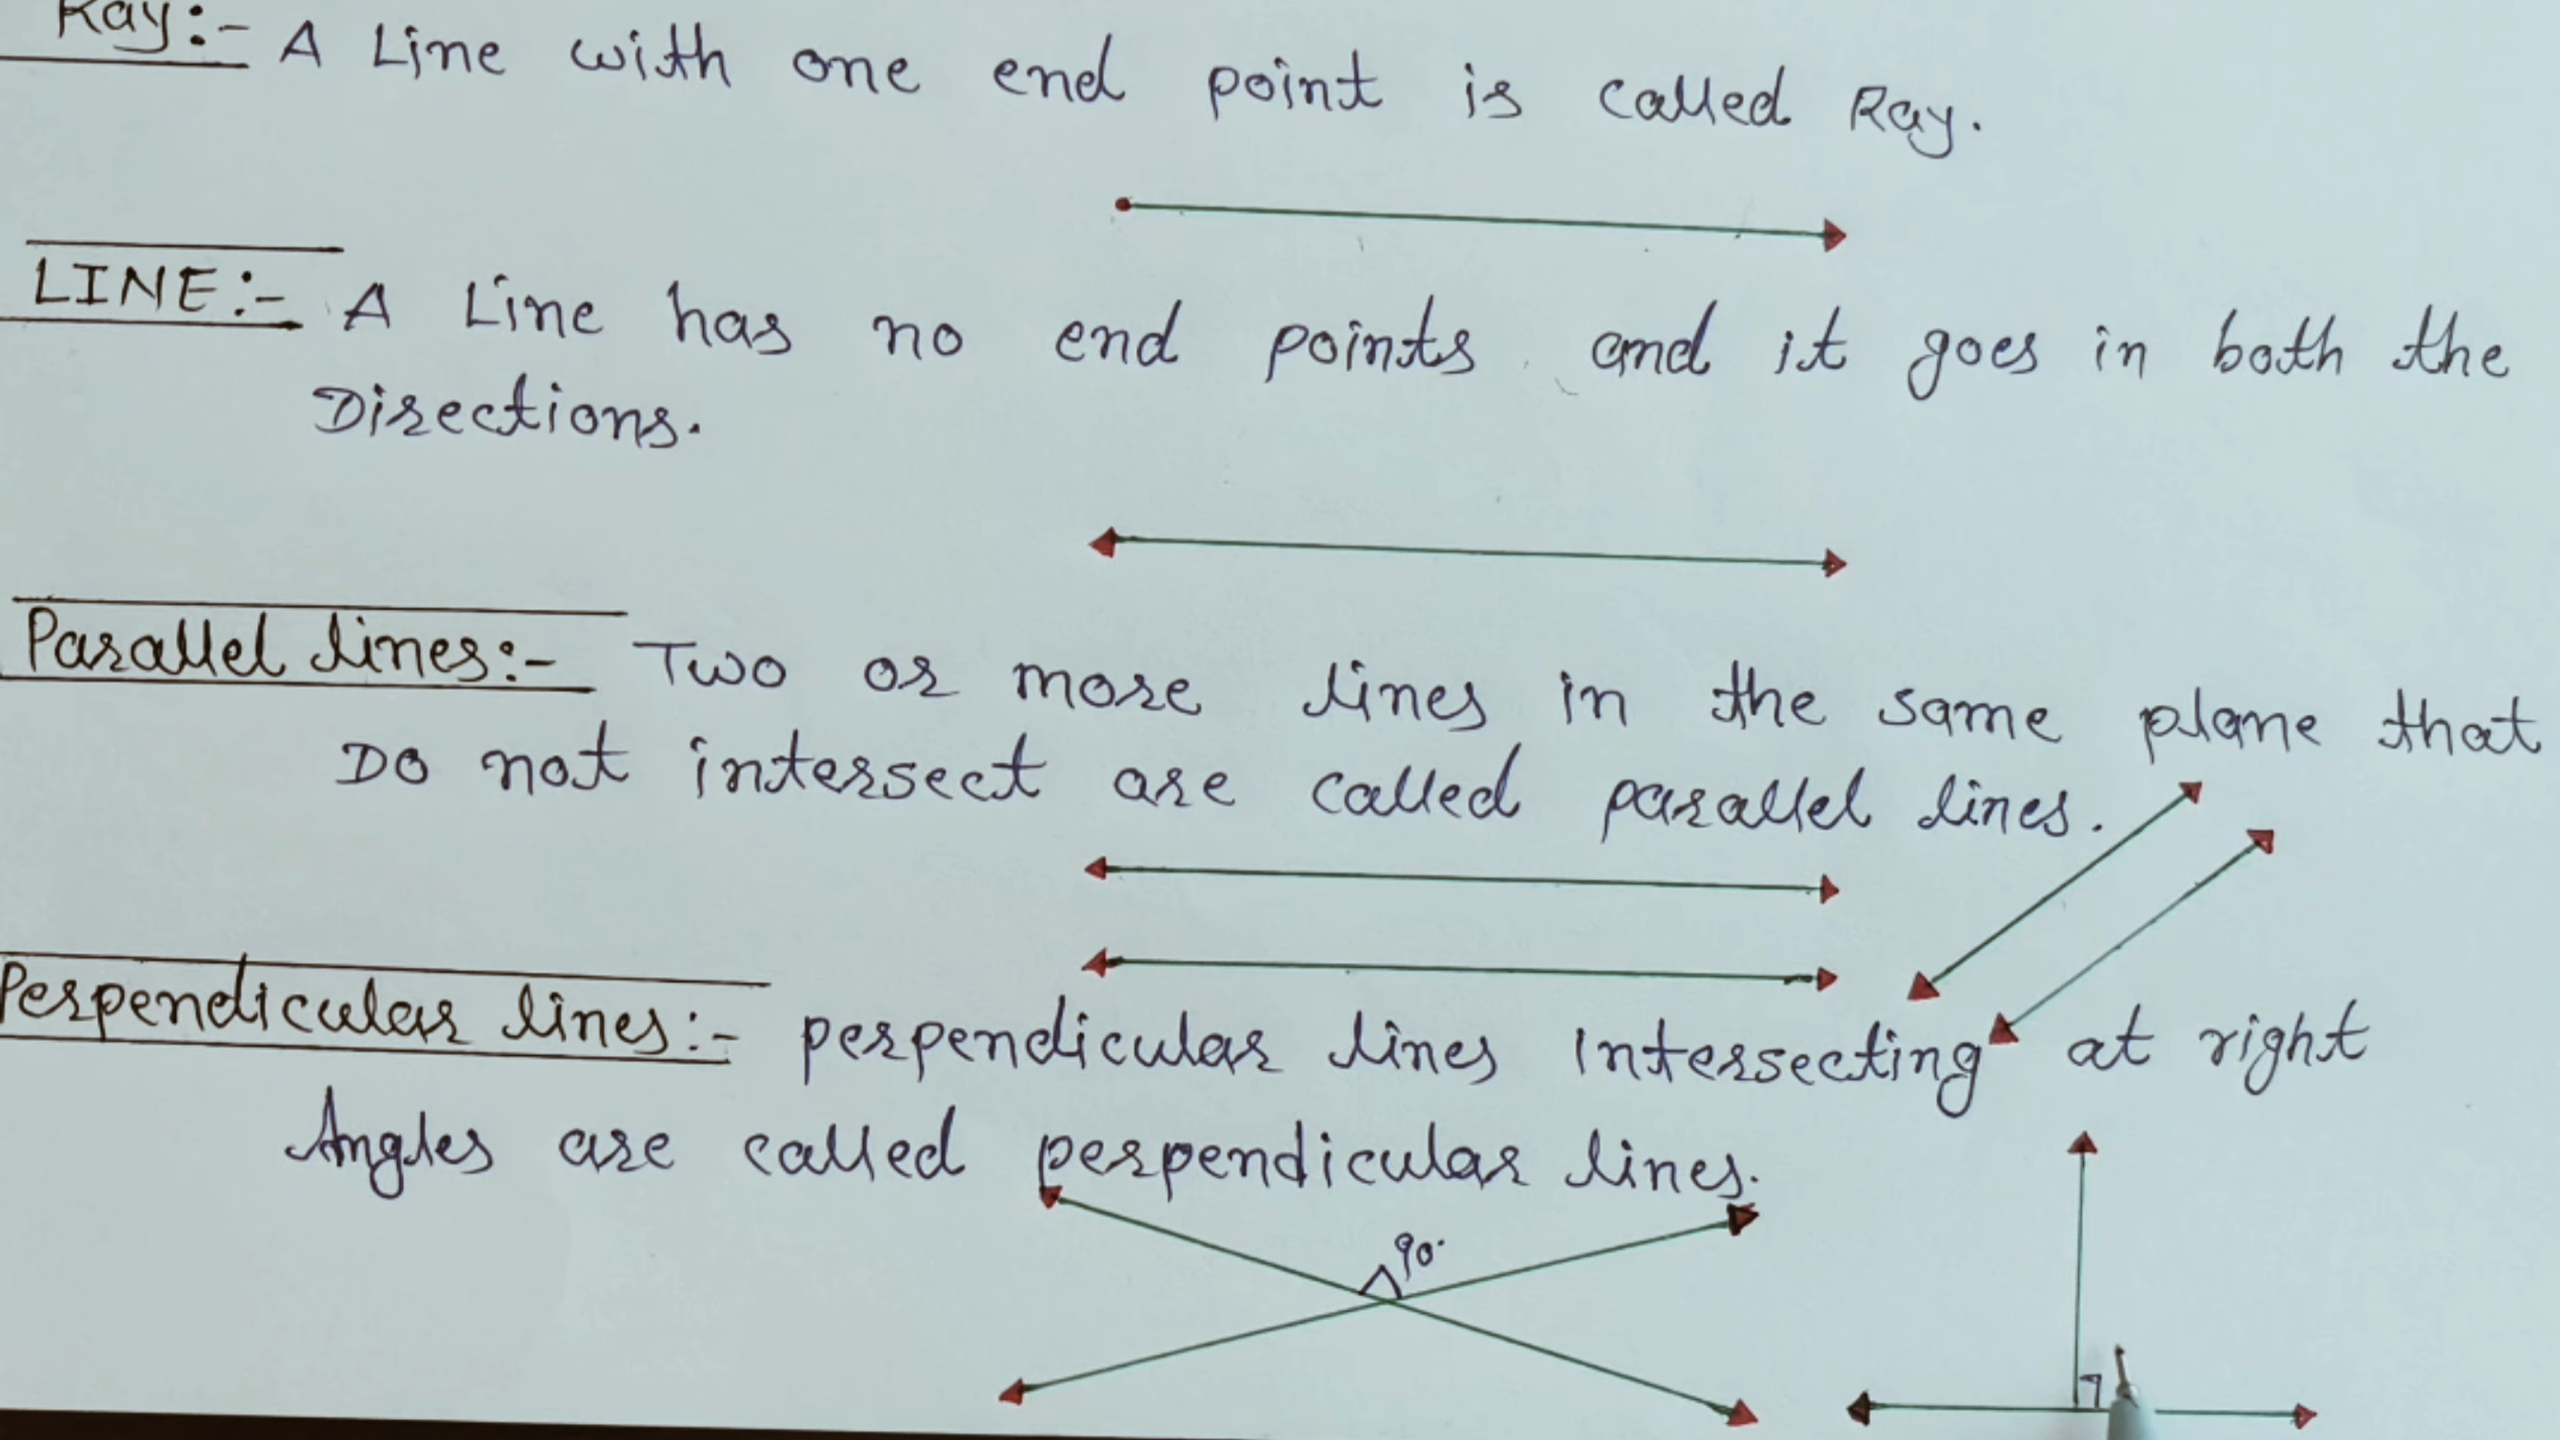 Ray:- A Line with one end point is called Ray.
LINE:- A Line has no end points and it goes in both the
Directions.
Parallel lines:- Two or more lines in the same plane that
Do not intersect are called parallel lines.
Perpendicular lines:- perpendicular lines Intersecting at right
Angles are called perpendicular lines.
90°